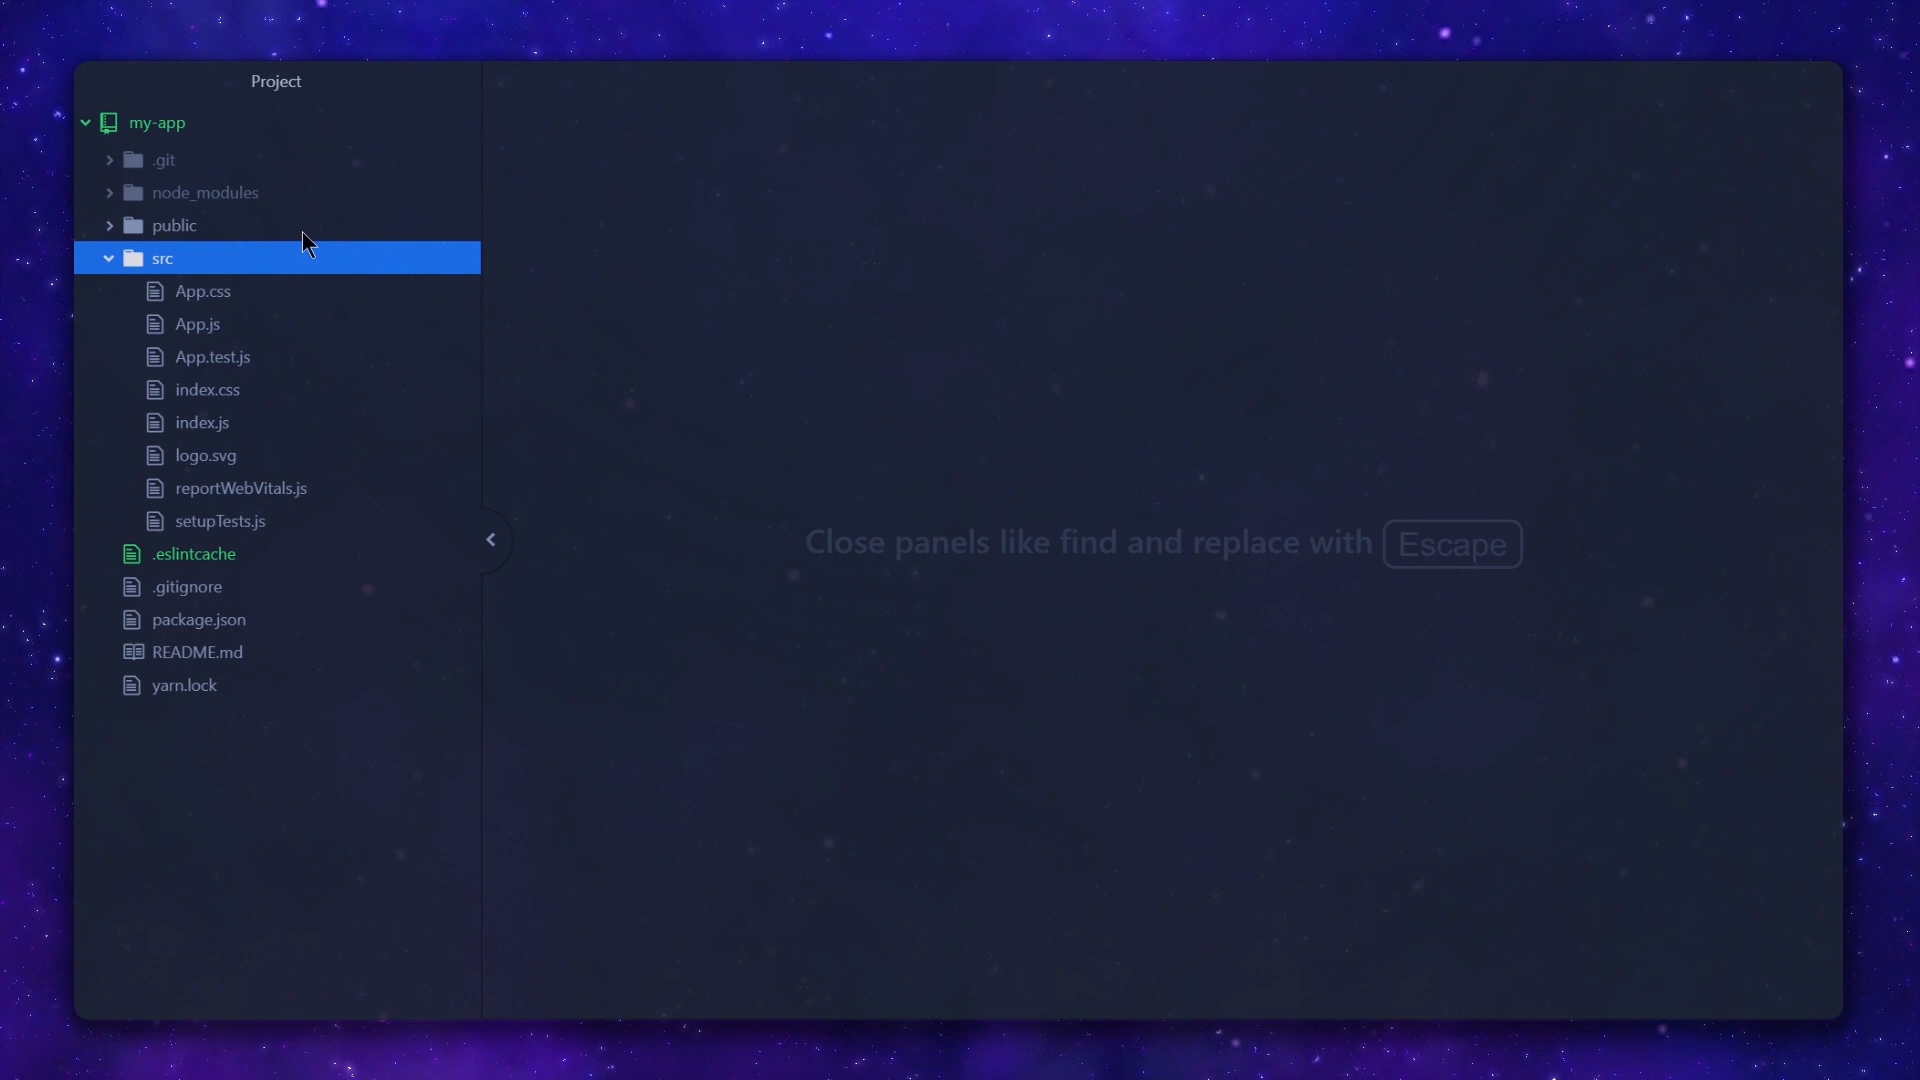 Project
my-app
.git
node_modules
public
src
App.css
App.js
App.test.js
index.css
index.js
logo.svg
reportWebVitals.js
setupTests.js
.eslintcache
.gitignore
package.json
README.md
yarn.lock
Close panels like find and replace with Escape